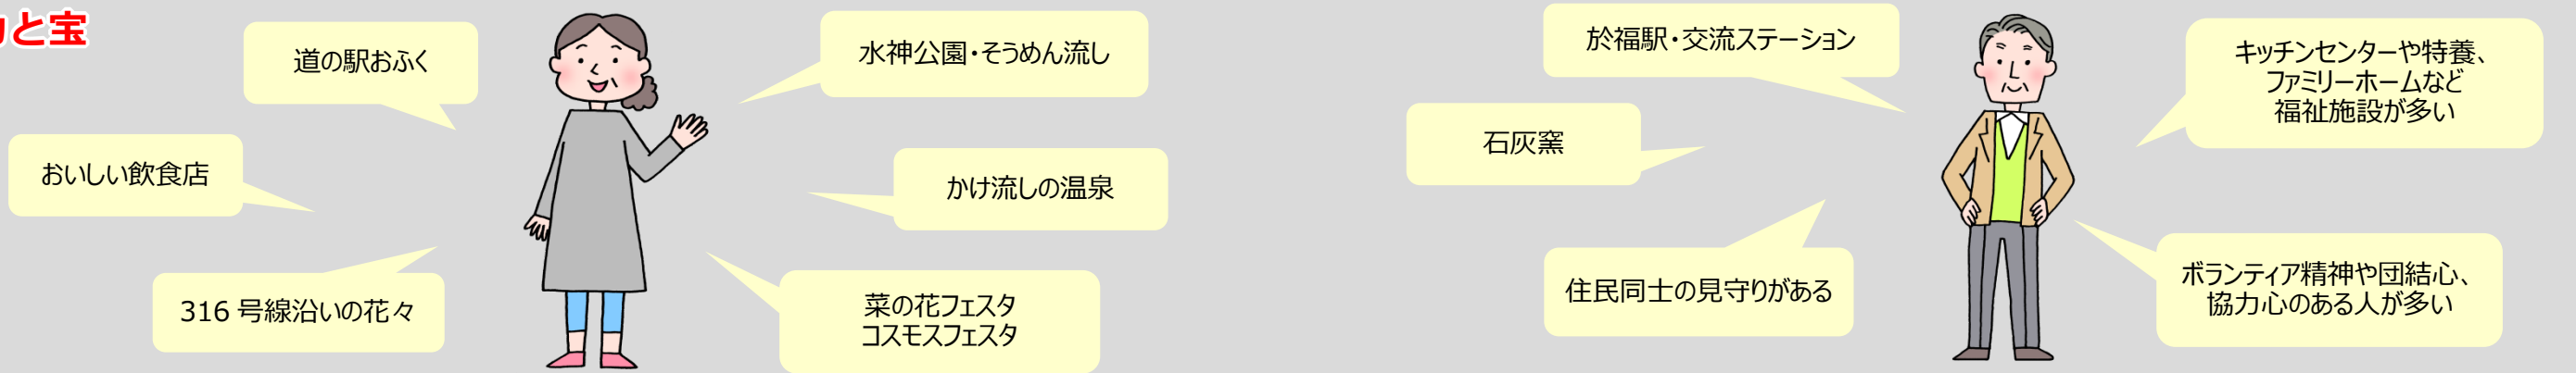 と宝
道の駅おふく
水神公園・そうめん流し
おいしい飲食店
かけ流しの温泉
316号線沿いの花々
菜の花フェスタ
コスモスフェスタ
於福駅・交流ステーション
キッチンセンターや特養、
ファミリーホームなど
福祉施設が多い
石灰窯
住民同士の見守りがある
ボランティア精神や団結心、
協力心のある人が多い